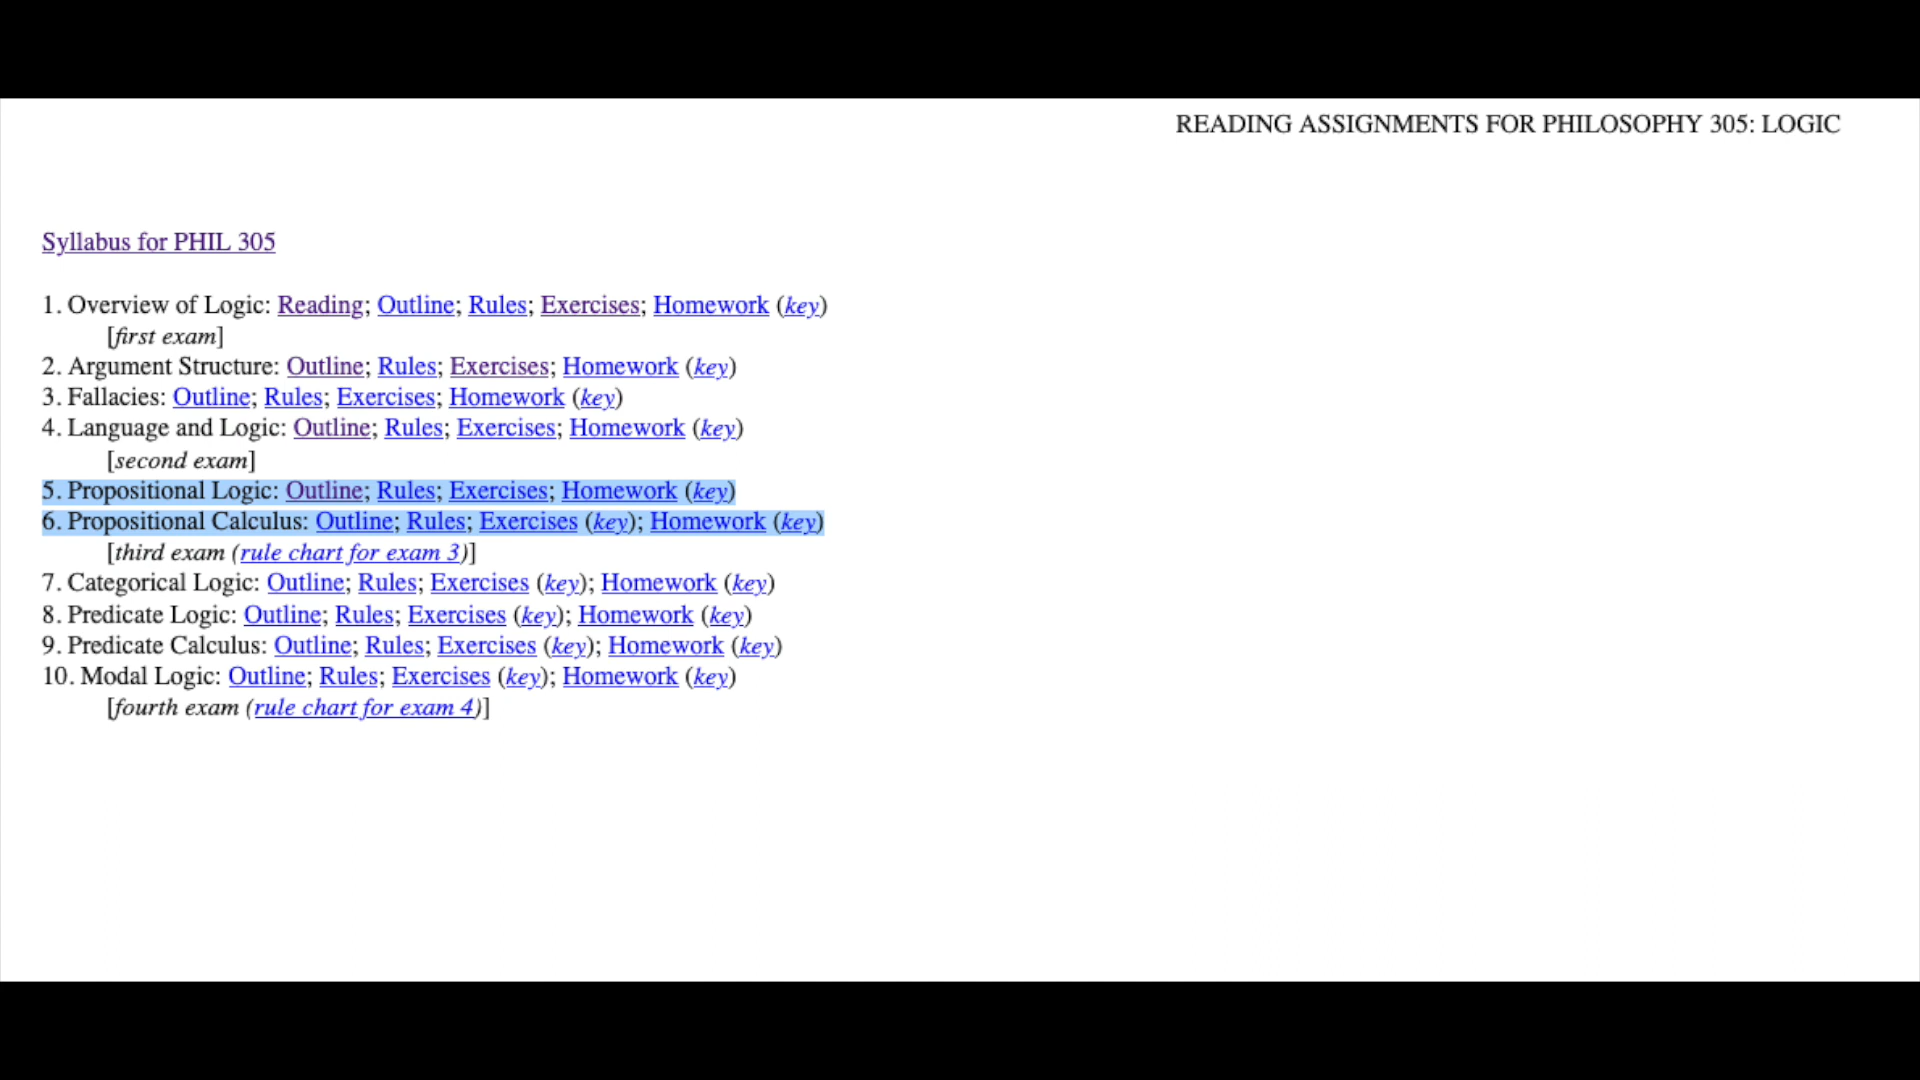 READING ASSIGNMENTS FOR PHILOSOPHY 305: LOGIC
Syllabus for PHIL 305
1. Overview of Logic: Reading; Outline; Rules; Exercises; Homework (key)
[first exam]
2. Argument Structure: Outline; Rules; Exercises; Homework (key)
3. Fallacies: Outline; Rules; Exercises; Homework (key)
4. Language and Logic: Outline; Rules; Exercises; Homework (key)
[second exam]
5. Propositional Logic: Outline; Rules; Exercises; Homework (key)
6. Propositional Calculus: Outline; Rules; Exercises (key); Homework (key)
[third exam (rule chart for exam 3)]
7. Categorical Logic: Outline; Rules; Exercises (key); Homework (key)
8. Predicate Logic: Outline; Rules; Exercises (key); Homework (key)
9. Predicate Calculus: Outline; Rules; Exercises (key); Homework (key)
10. Modal Logic: Outline; Rules; Exercises (key); Homework (key)
[fourth exam (rule chart for exam 4)]